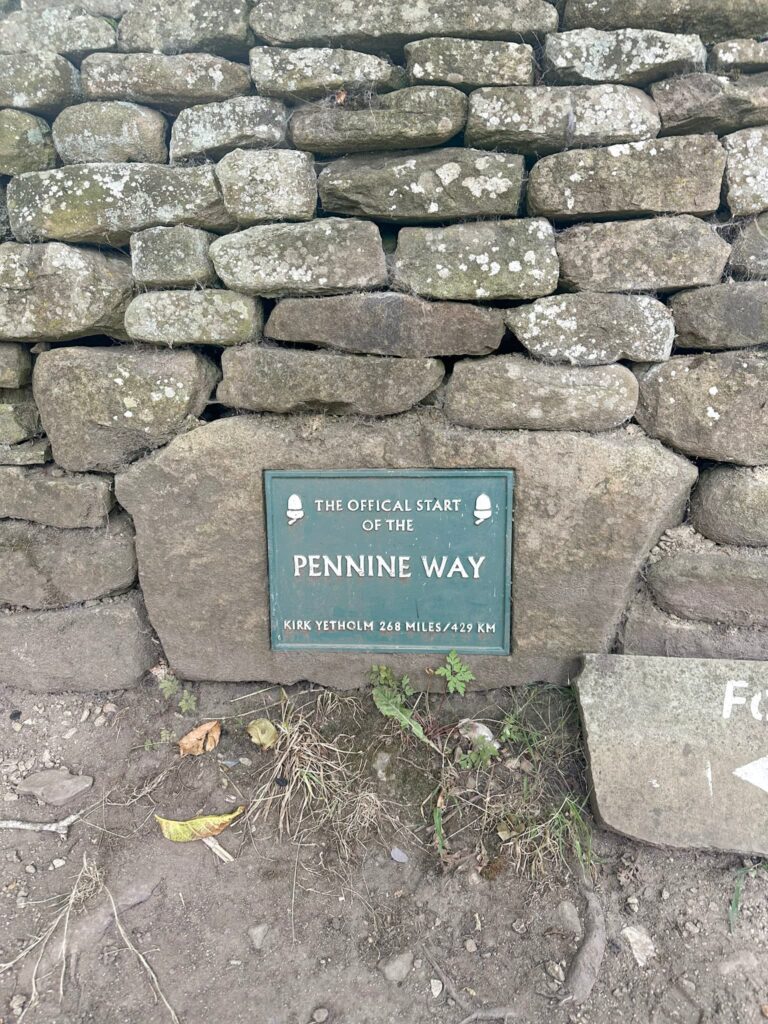 THE OFFICAL START
OF THE
PENNINE WAY
KIRK YETHOLM 268 MILES/429 KM